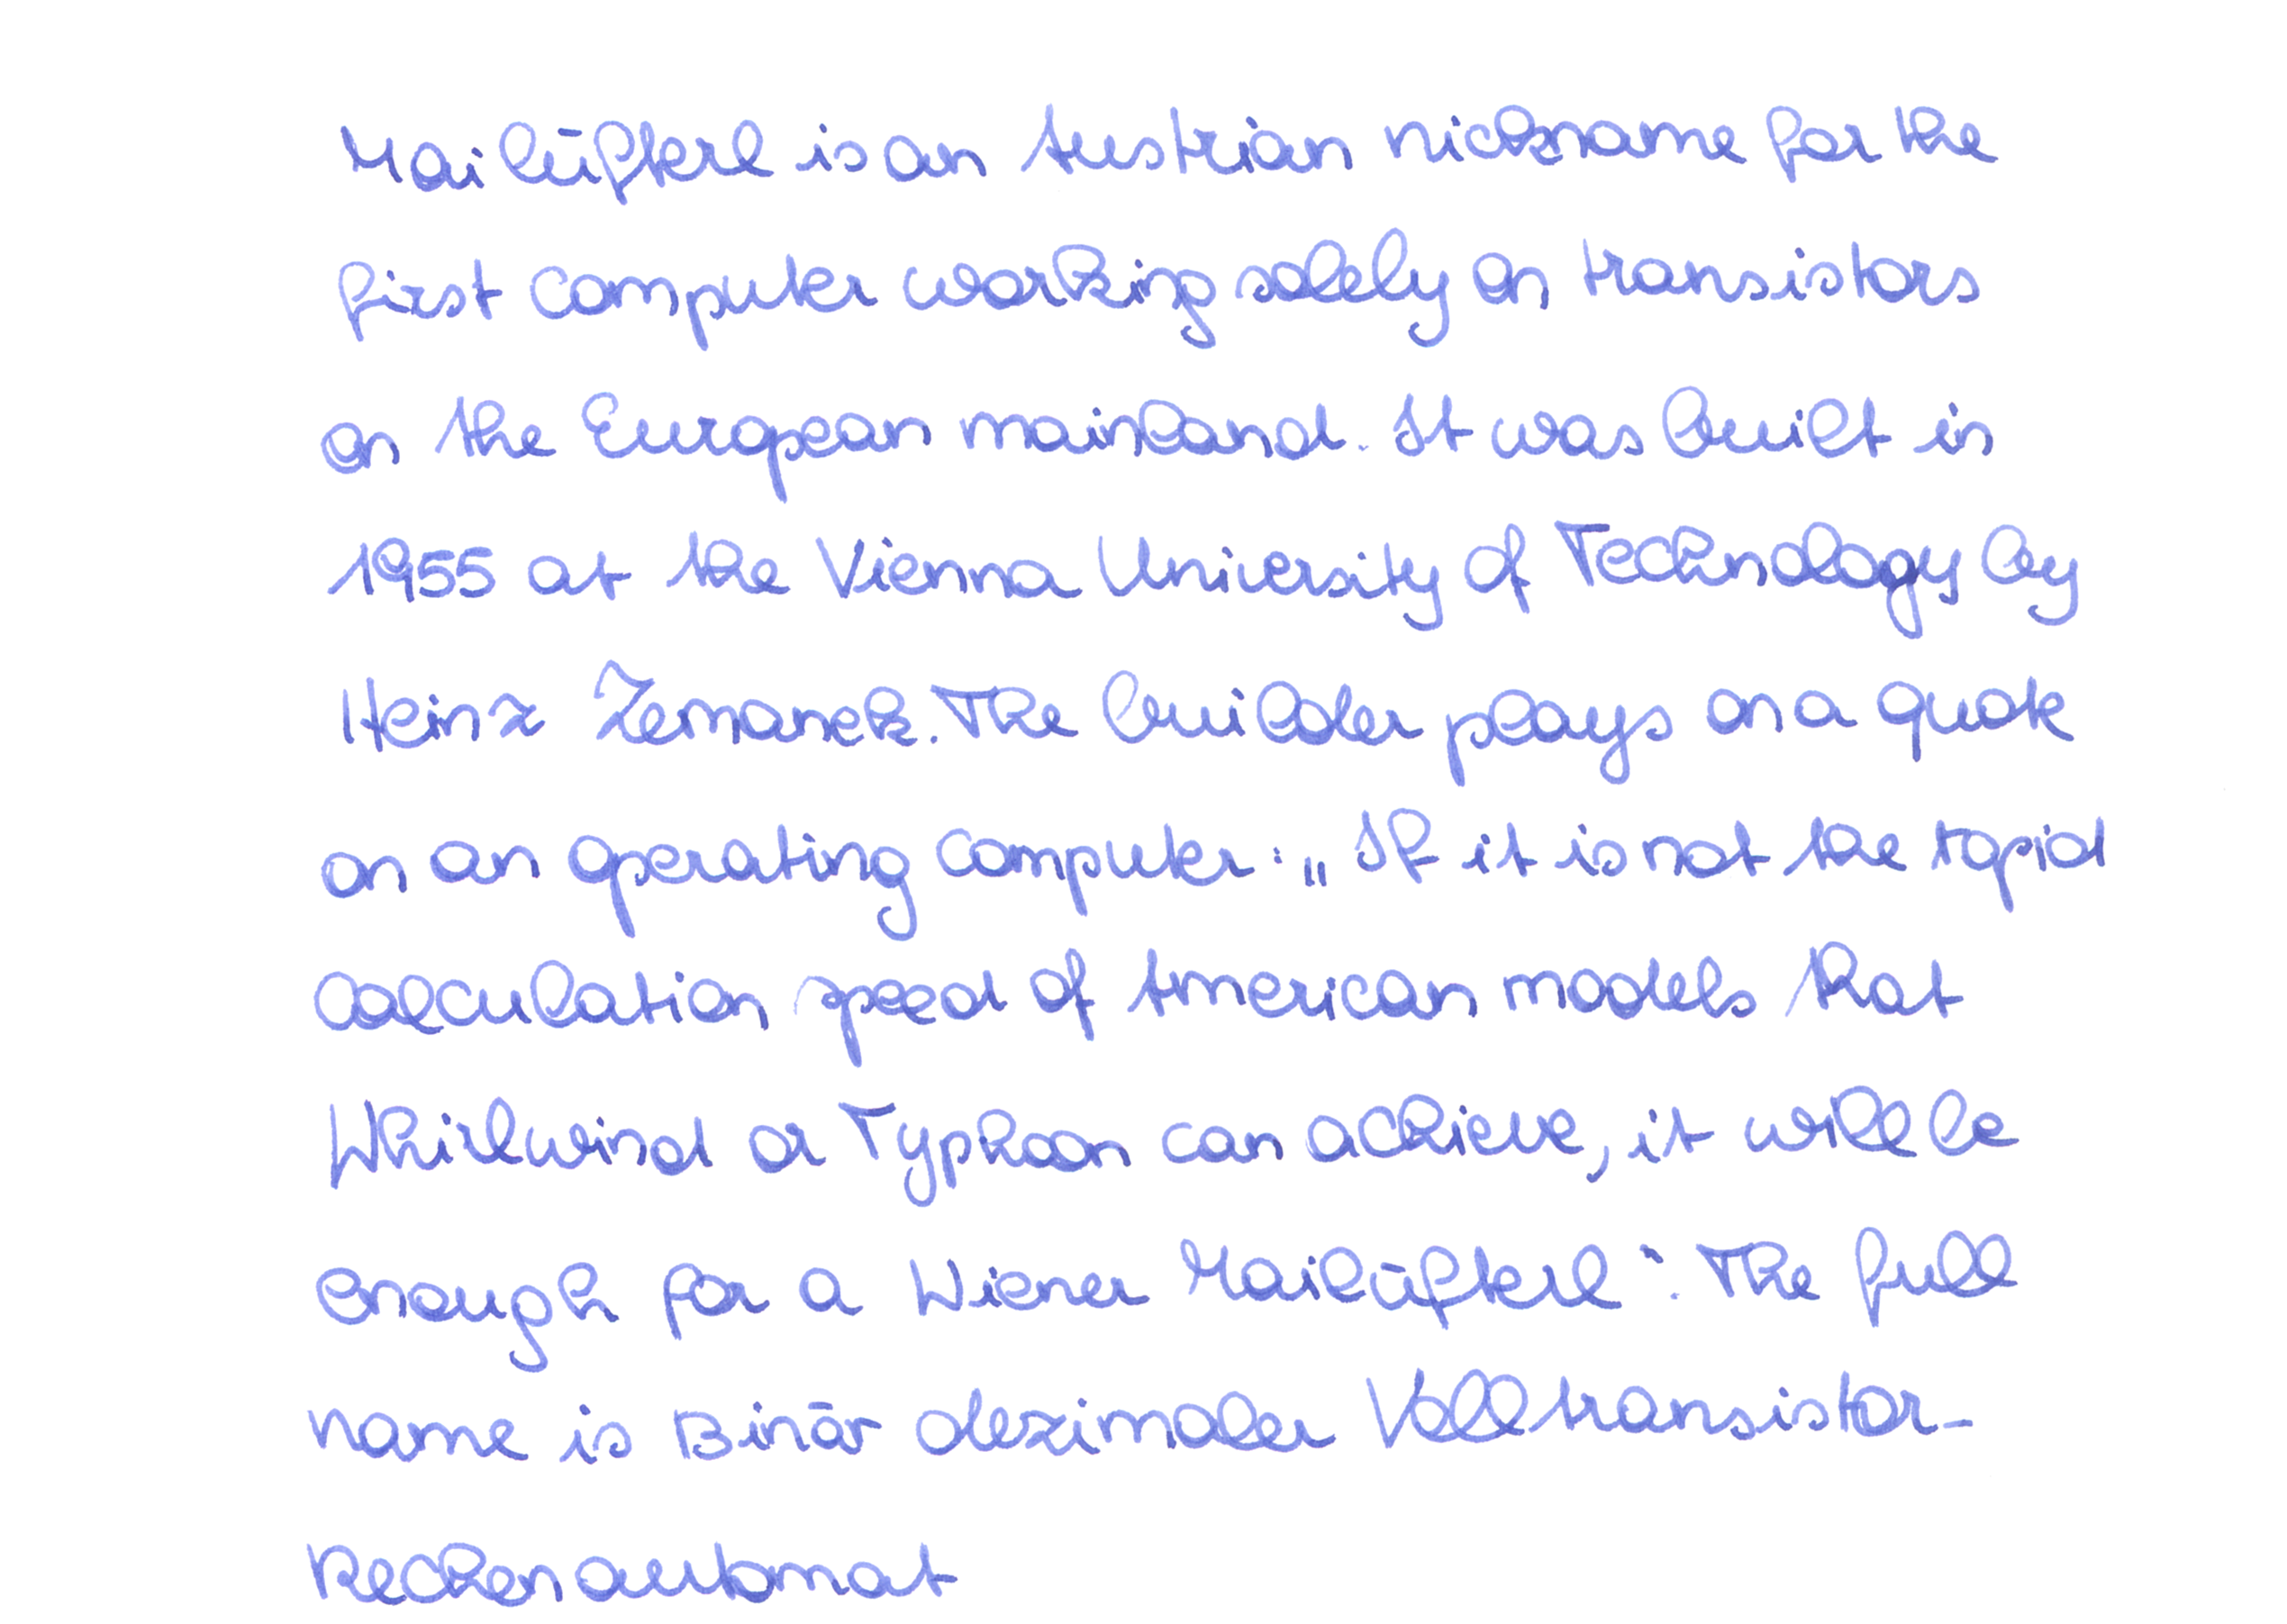 Mailüfterl is an Austrian nickname for the
first computer working solely on transistors
on the European mainland. It was built in
1955 at the Vienna University of Technology by
Heinz Zemanek. The builder plays on a quote
on an operating computer: „If it is not the rapid
calculation speed of American models that
Whirlwind or Typhoon can achieve, it will be
enough for a Wiener Mailüfterl“. The full
name is Binär dezimaler Volltransistor-
Rechenautomat